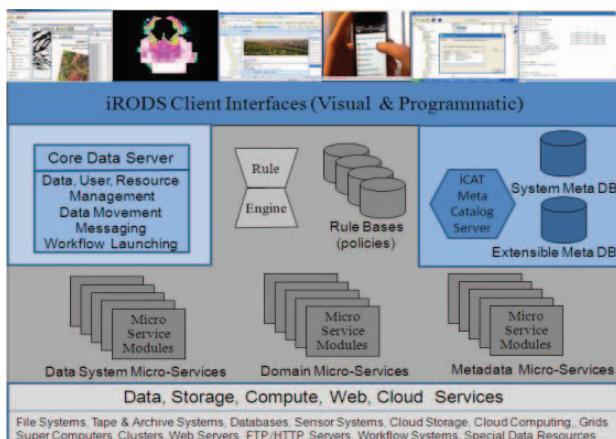 iRODS Client Interfaces (Visual & Programmatic)
Core Data Server
Data, User, Resource
Management
Data Movement
Messaging
Workflow Launching
Rule
Engine
Rule Bases
(policies)
iCAT
Meta
Catalog
Server
System Meta DB
Extensible Meta DB
Micro
Service
Modules
Data System Micro-Services
Micro
Service
Modules
Domain Micro-Services
Micro
Service
Modules
Metadata Micro-Services
Data, Storage, Compute, Web, Cloud Services
File Systems, Tape & Archive Systems, Databases, Sensor Systems, Cloud Storage, Cloud Computing, Grids,
Super Computers, Clusters, Web Servers, FTP/HTTP Servers, Workflow Systems, Special Data Resources